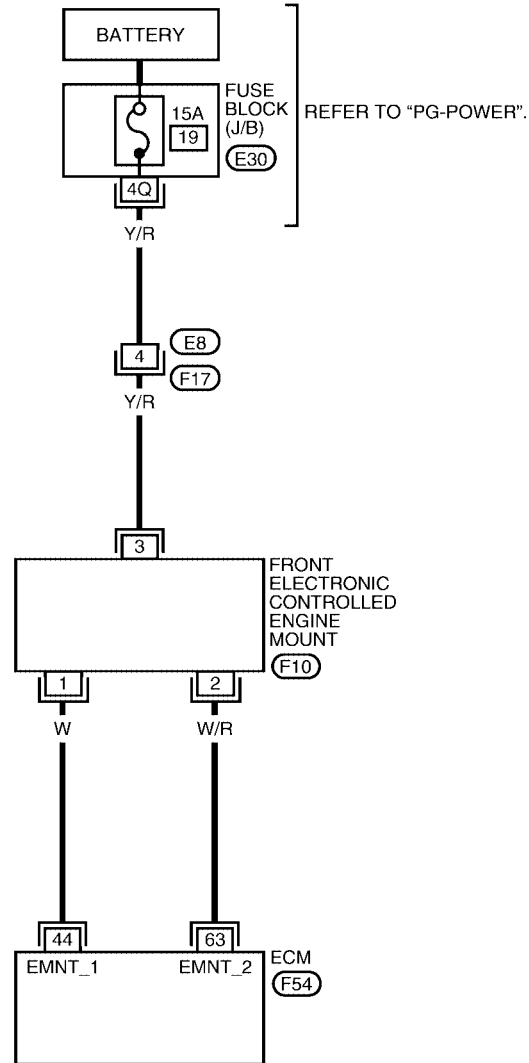 BATTERY
FUSE
BLOCK
(J/B)
15A
19
E30
REFER TO “PG-POWER”.
4Q
Y/R
4
E8
F17
Y/R
3
FRONT
ELECTRONIC
CONTROLLED
ENGINE
MOUNT
F10
1
2
W
W/R
44
63
EMNT_1
EMNT_2
ECM
F54